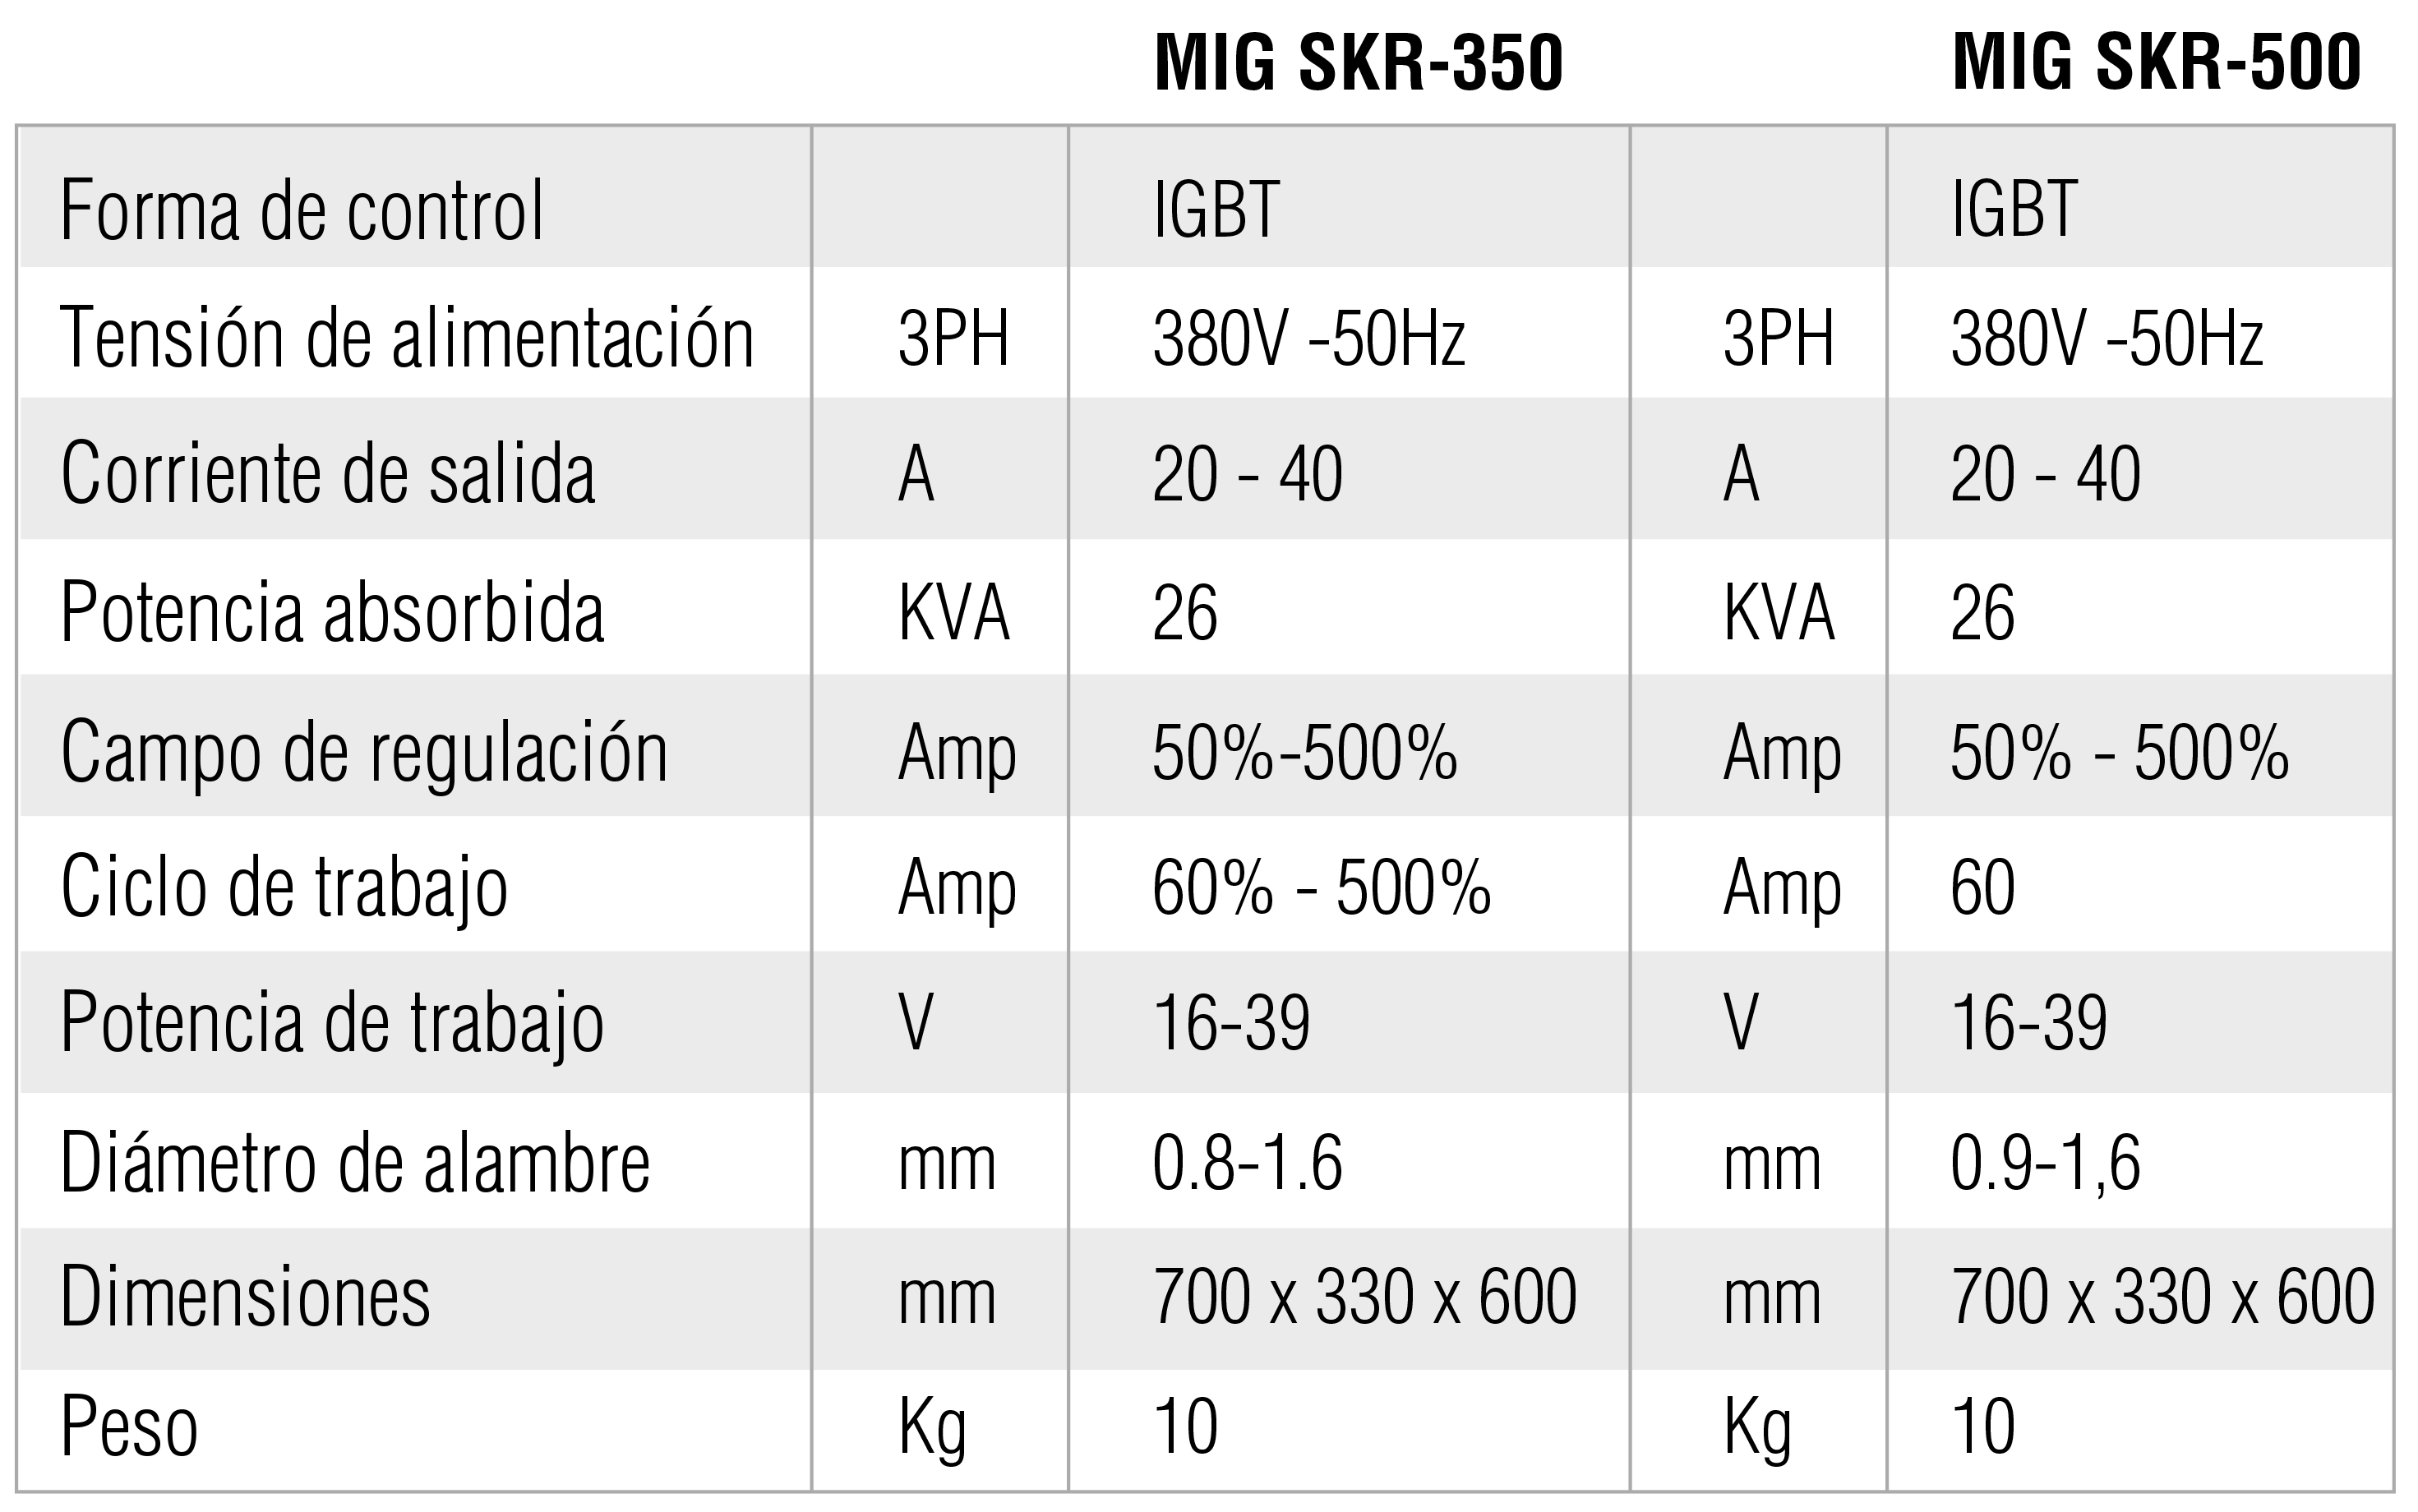 MIG SKR-350 MIG SKR-500
Forma de control IGBT IGBT
Tensión de alimentación 3PH 380V -50Hz 3PH 380V -50Hz
Corriente de salida A 20 - 40 A 20 - 40
Potencia absorbida KVA 26 KVA 26
Campo de regulación Amp 50%-500% Amp 50% - 500%
Ciclo de trabajo Amp 60% - 500% Amp 60
Potencia de trabajo V 16-39 V 16-39
Diámetro de alambre mm 0.8-1.6 mm 0.9-1,6
Dimensiones mm 700 x 330 x 600 mm 700 x 330 x 600
Peso Kg 10 Kg 10